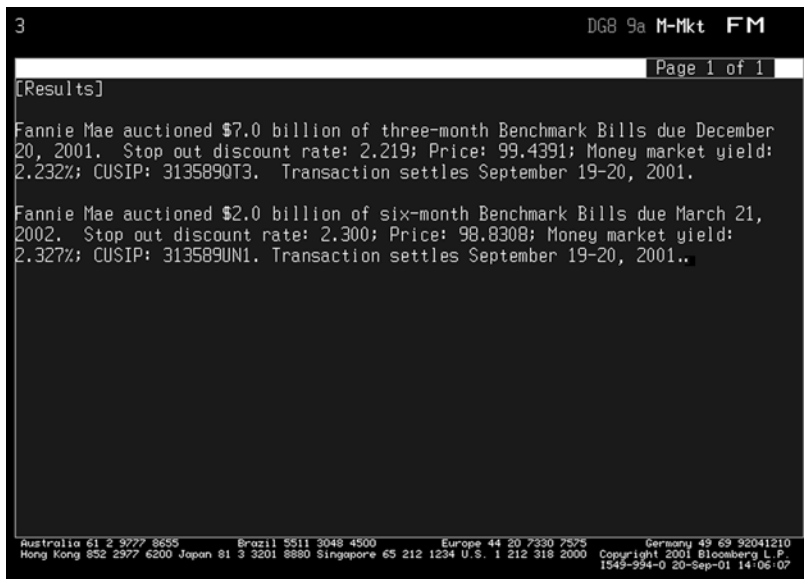 3 DG8 9a M-Mkt FM
Page 1 of 1
[Results]
Fannie Mae auctioned $7.0 billion of three-month Benchmark Bills due December
20, 2001.  Stop out discount rate: 2.219; Price: 99.4391; Money market yield:
2.232%; CUSIP: 313589QT3.  Transaction settles September 19-20, 2001.
Fannie Mae auctioned $2.0 billion of six-month Benchmark Bills due March 21,
2002.  Stop out discount rate: 2.300; Price: 98.8308; Money market yield:
2.327%; CUSIP: 313589UN1. Transaction settles September 19-20, 2001..
Australia 61 2 9777 8655 Brazil 5511 3048 4500 Europe 44 20 7330 7575 Germany 49 69 92041210
Hong Kong 852 2977 6200 Japan 81 3 3201 8880 Singapore 65 212 1234 U.S. 1 212 318 2000 Copyright 2001 Bloomberg L.P.
I549-994-0 20-Sep-01 14:06:07